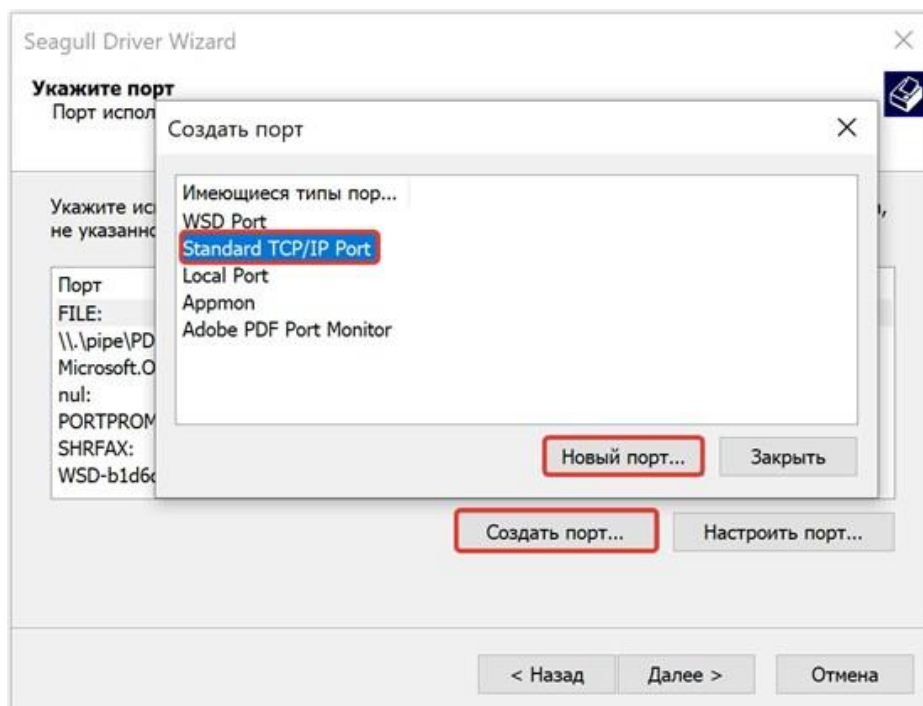 Seagull Driver Wizard
Укажите порт
Порт испол
Создать порт
Имеющиеся типы пор...
WSD Port
Standard TCP/IP Port
Local Port
Appmon
Adobe PDF Port Monitor
Новый порт...
Закрыть
Укажите ис
не указанно
Порт
FILE:
\\.\pipe\PD
Microsoft.O
nul:
PORTPROM
SHRFAX:
WSD-b1d6c
Создать порт...
Настроить порт...
< Назад
Далее >
Отмена